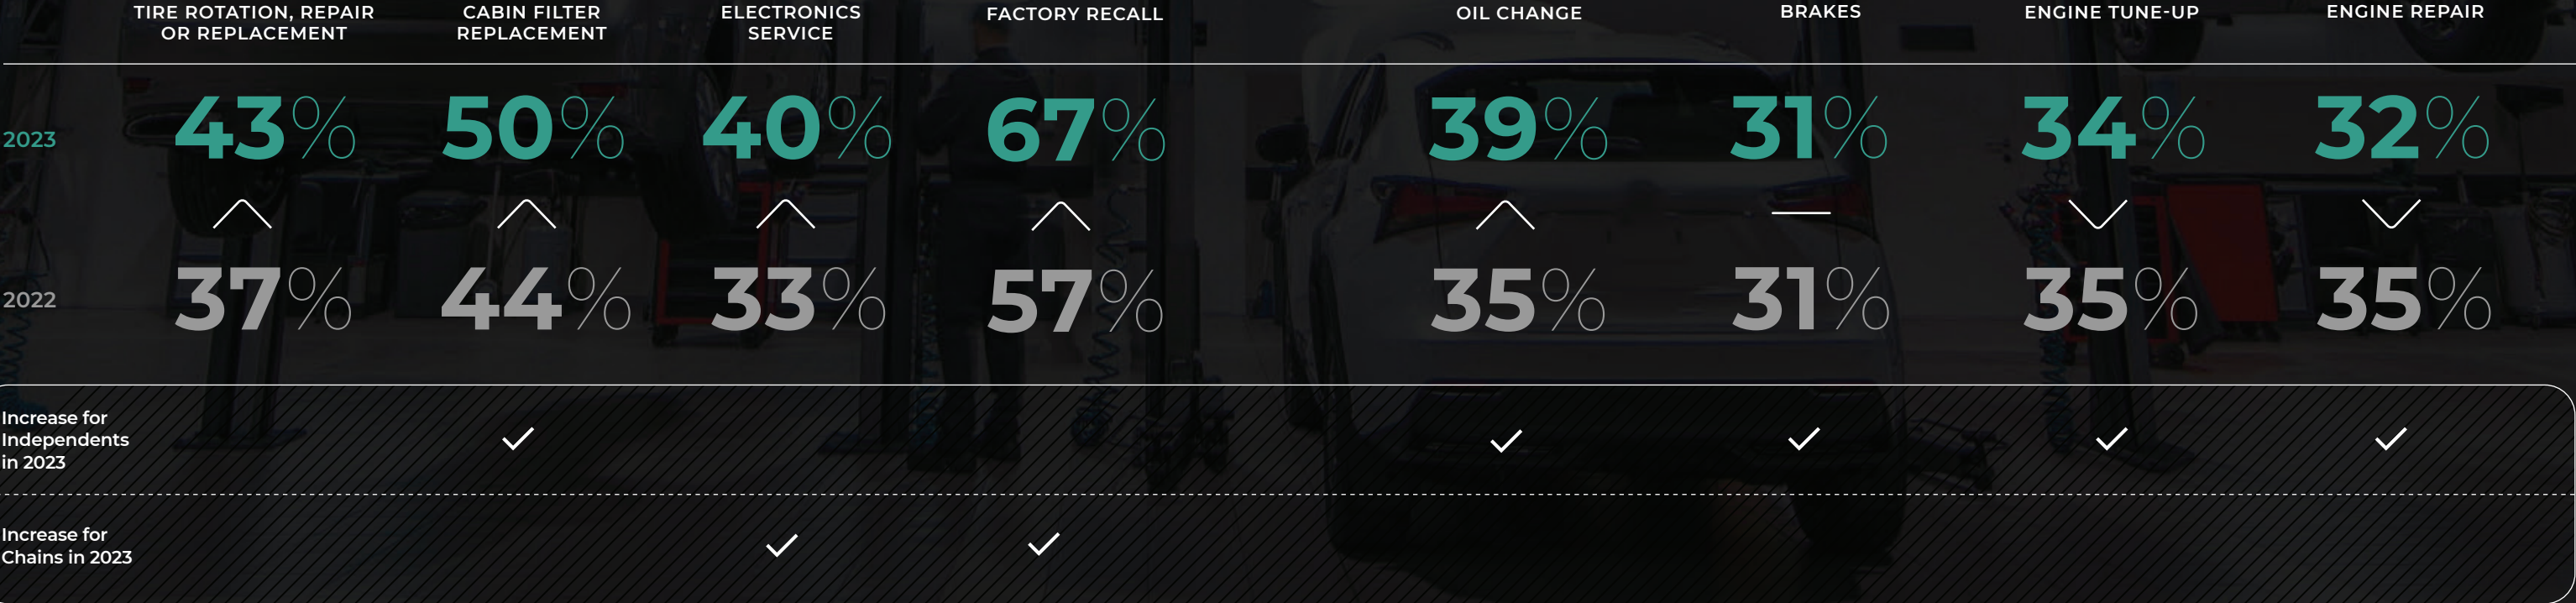 TIRE ROTATION, REPAIR
OR REPLACEMENT
CABIN FILTER
REPLACEMENT
ELECTRONICS
SERVICE
FACTORY RECALL
OIL CHANGE
BRAKES
ENGINE TUNE-UP
ENGINE REPAIR
2023
43%
50%
40%
67%
39%
31%
34%
32%
2022
37%
44%
33%
57%
35%
31%
35%
35%
Increase for
Independents
in 2023
Increase for
Chains in 2023